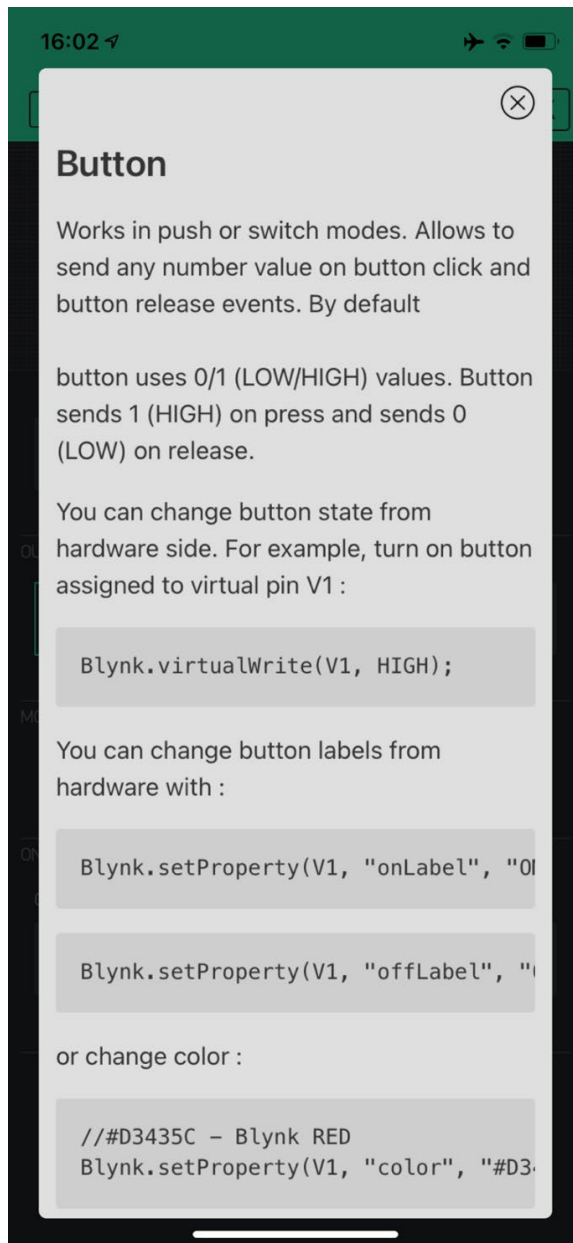 16:02
Button
Works in push or switch modes. Allows to
send any number value on button click and
button release events. By default
button uses 0/1 (LOW/HIGH) values. Button
sends 1 (HIGH) on press and sends 0
(LOW) on release.
You can change button state from
hardware side. For example, turn on button
assigned to virtual pin V1 :
Blynk.virtualWrite(V1, HIGH);
You can change button labels from
hardware with :
Blynk.setProperty(V1, "onLabel", "O
Blynk.setProperty(V1, "offLabel", "
or change color :
//#D3435C – Blynk RED
Blynk.setProperty(V1, "color", "#D3